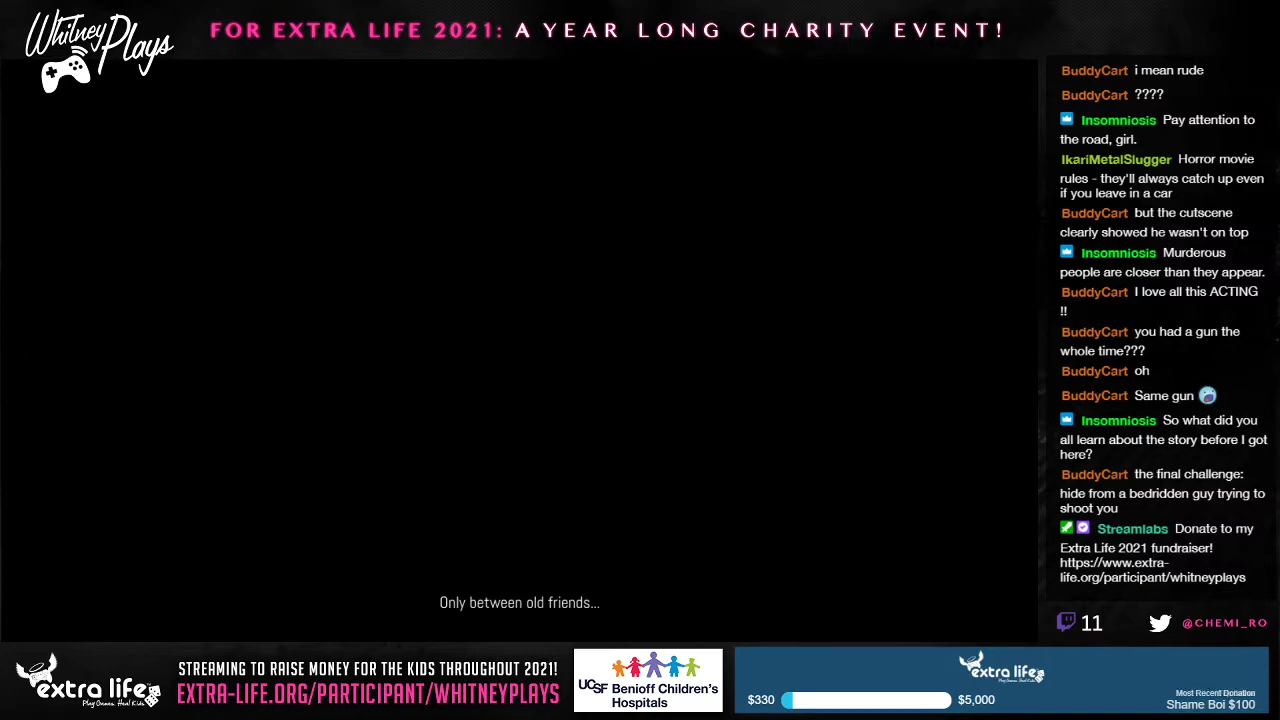 Whitney Plays
FOR EXTRA LIFE 2021: A YEAR LONG CHARITY EVENT!
BuddyCart i mean rude
BuddyCart ????
Insomniosis Pay attention to
the road, girl.
IkariMetalSlugger Horror movie
rules - they'll always catch up even
if you leave in a car
BuddyCart but the cutscene
clearly showed he wasn't on top
Insomniosis Murderous
people are closer than they appear.
BuddyCart I love all this ACTING
!!
BuddyCart you had a gun the
whole time???
BuddyCart oh
BuddyCart Same gun
Insomniosis So what did you
all learn about the story before I got
here?
BuddyCart the final challenge:
hide from a bedridden guy trying to
shoot you
Streamlabs Donate to my
Extra Life 2021 fundraiser!
https://www.extra-
life.org/participant/whitneyplays
Only between old friends...
11 @CHEMI_RO
extra life
Play Games. Heal Kids.
STREAMING TO RAISE MONEY FOR THE KIDS THROUGHOUT 2021!
EXTRA-LIFE.ORG/PARTICIPANT/WHITNEYPLAYS
UCSF Benioff Children's
Hospitals
extra life
$330 $5,000
Most Recent Donation
Shame Boi $100